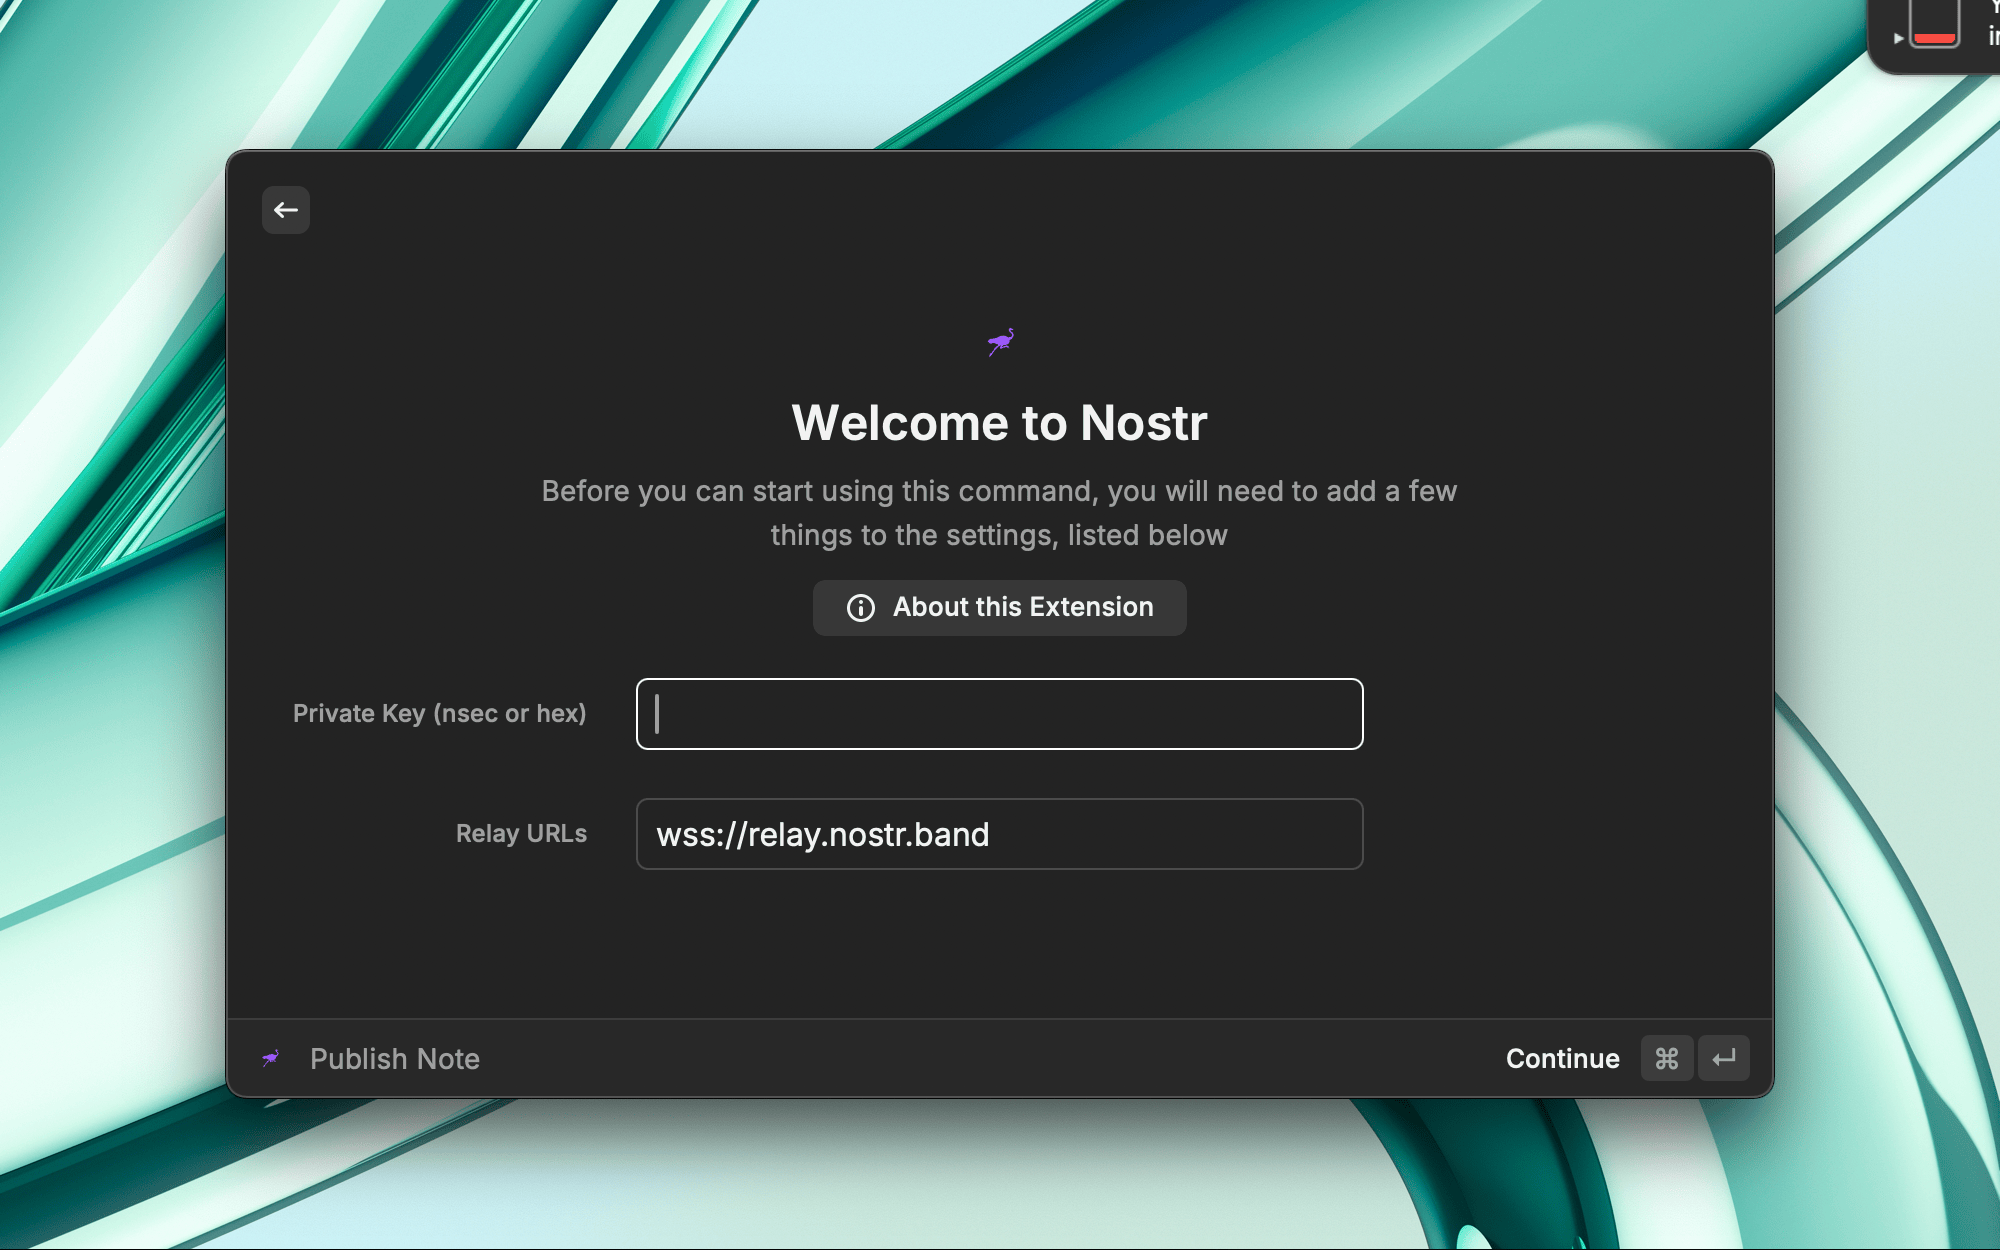 Welcome to Nostr
Before you can start using this command, you will need to add a few
things to the settings, listed below
About this Extension
Private Key (nsec or hex)
Relay URLs
wss://relay.nostr.band
Publish Note
Continue ⌘ ↵